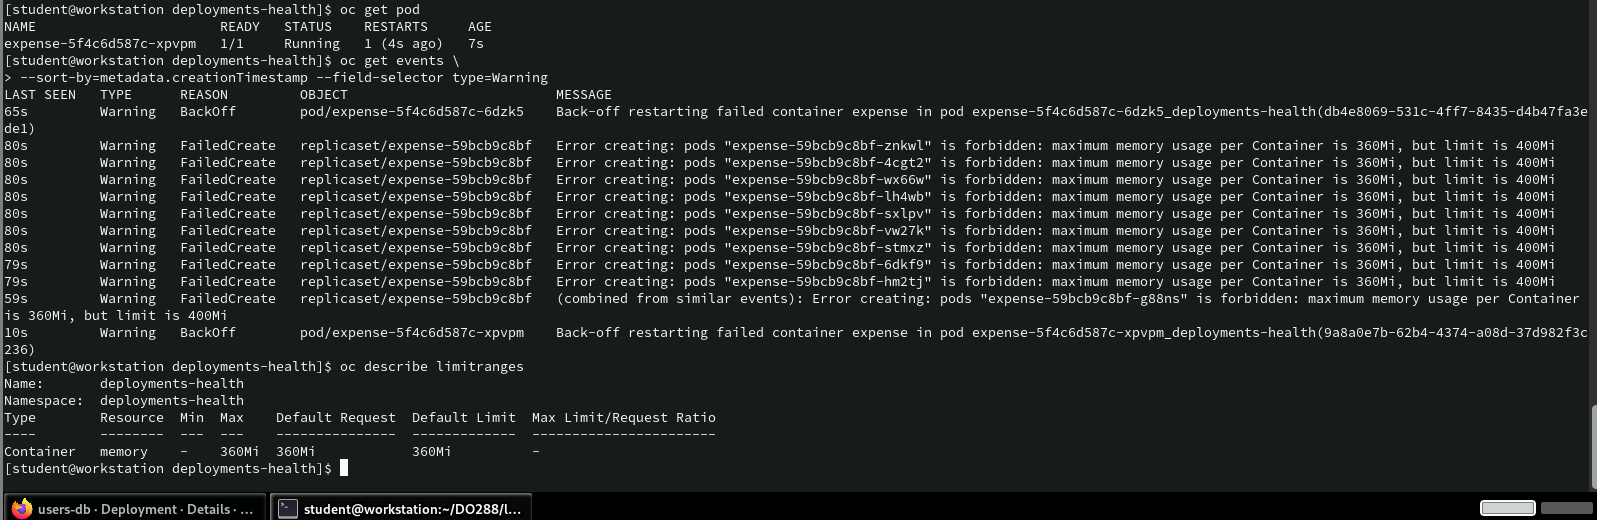 [student@workstation deployments-health]$ oc get pod
NAME                       READY   STATUS    RESTARTS     AGE
expense-5f4c6d587c-xpvpm   1/1     Running   1 (4s ago)   7s
[student@workstation deployments-health]$ oc get events \
> --sort-by=metadata.creationTimestamp --field-selector type=Warning
LAST SEEN   TYPE      REASON         OBJECT                          MESSAGE
65s         Warning   BackOff        pod/expense-5f4c6d587c-6dzk5    Back-off restarting failed container expense in pod expense-5f4c6d587c-6dzk5_deployments-health(db4e8069-531c-4ff7-8435-d4b47fa3e
de1)
80s         Warning   FailedCreate   replicaset/expense-59bcb9c8bf   Error creating: pods "expense-59bcb9c8bf-znkwl" is forbidden: maximum memory usage per Container is 360Mi, but limit is 400Mi
80s         Warning   FailedCreate   replicaset/expense-59bcb9c8bf   Error creating: pods "expense-59bcb9c8bf-4cgt2" is forbidden: maximum memory usage per Container is 360Mi, but limit is 400Mi
80s         Warning   FailedCreate   replicaset/expense-59bcb9c8bf   Error creating: pods "expense-59bcb9c8bf-wx66w" is forbidden: maximum memory usage per Container is 360Mi, but limit is 400Mi
80s         Warning   FailedCreate   replicaset/expense-59bcb9c8bf   Error creating: pods "expense-59bcb9c8bf-lh4wb" is forbidden: maximum memory usage per Container is 360Mi, but limit is 400Mi
80s         Warning   FailedCreate   replicaset/expense-59bcb9c8bf   Error creating: pods "expense-59bcb9c8bf-sxlpv" is forbidden: maximum memory usage per Container is 360Mi, but limit is 400Mi
80s         Warning   FailedCreate   replicaset/expense-59bcb9c8bf   Error creating: pods "expense-59bcb9c8bf-vw27k" is forbidden: maximum memory usage per Container is 360Mi, but limit is 400Mi
80s         Warning   FailedCreate   replicaset/expense-59bcb9c8bf   Error creating: pods "expense-59bcb9c8bf-stmxz" is forbidden: maximum memory usage per Container is 360Mi, but limit is 400Mi
79s         Warning   FailedCreate   replicaset/expense-59bcb9c8bf   Error creating: pods "expense-59bcb9c8bf-6dkf9" is forbidden: maximum memory usage per Container is 360Mi, but limit is 400Mi
79s         Warning   FailedCreate   replicaset/expense-59bcb9c8bf   Error creating: pods "expense-59bcb9c8bf-hm2tj" is forbidden: maximum memory usage per Container is 360Mi, but limit is 400Mi
59s         Warning   FailedCreate   replicaset/expense-59bcb9c8bf   (combined from similar events): Error creating: pods "expense-59bcb9c8bf-g88ns" is forbidden: maximum memory usage per Container
is 360Mi, but limit is 400Mi
10s         Warning   BackOff        pod/expense-5f4c6d587c-xpvpm    Back-off restarting failed container expense in pod expense-5f4c6d587c-xpvpm_deployments-health(9a8a0e7b-62b4-4374-a08d-37d982f3c
236)
[student@workstation deployments-health]$ oc describe limitranges
Name:       deployments-health
Namespace:  deployments-health
Type        Resource  Min  Max    Default Request  Default Limit  Max Limit/Request Ratio
----        --------  ---  ---    ---------------  -------------  -----------------------
Container   memory    -    360Mi  360Mi            360Mi          -
[student@workstation deployments-health]$
users-db · Deployment · Details · ...
student@workstation:~/DO288/l...